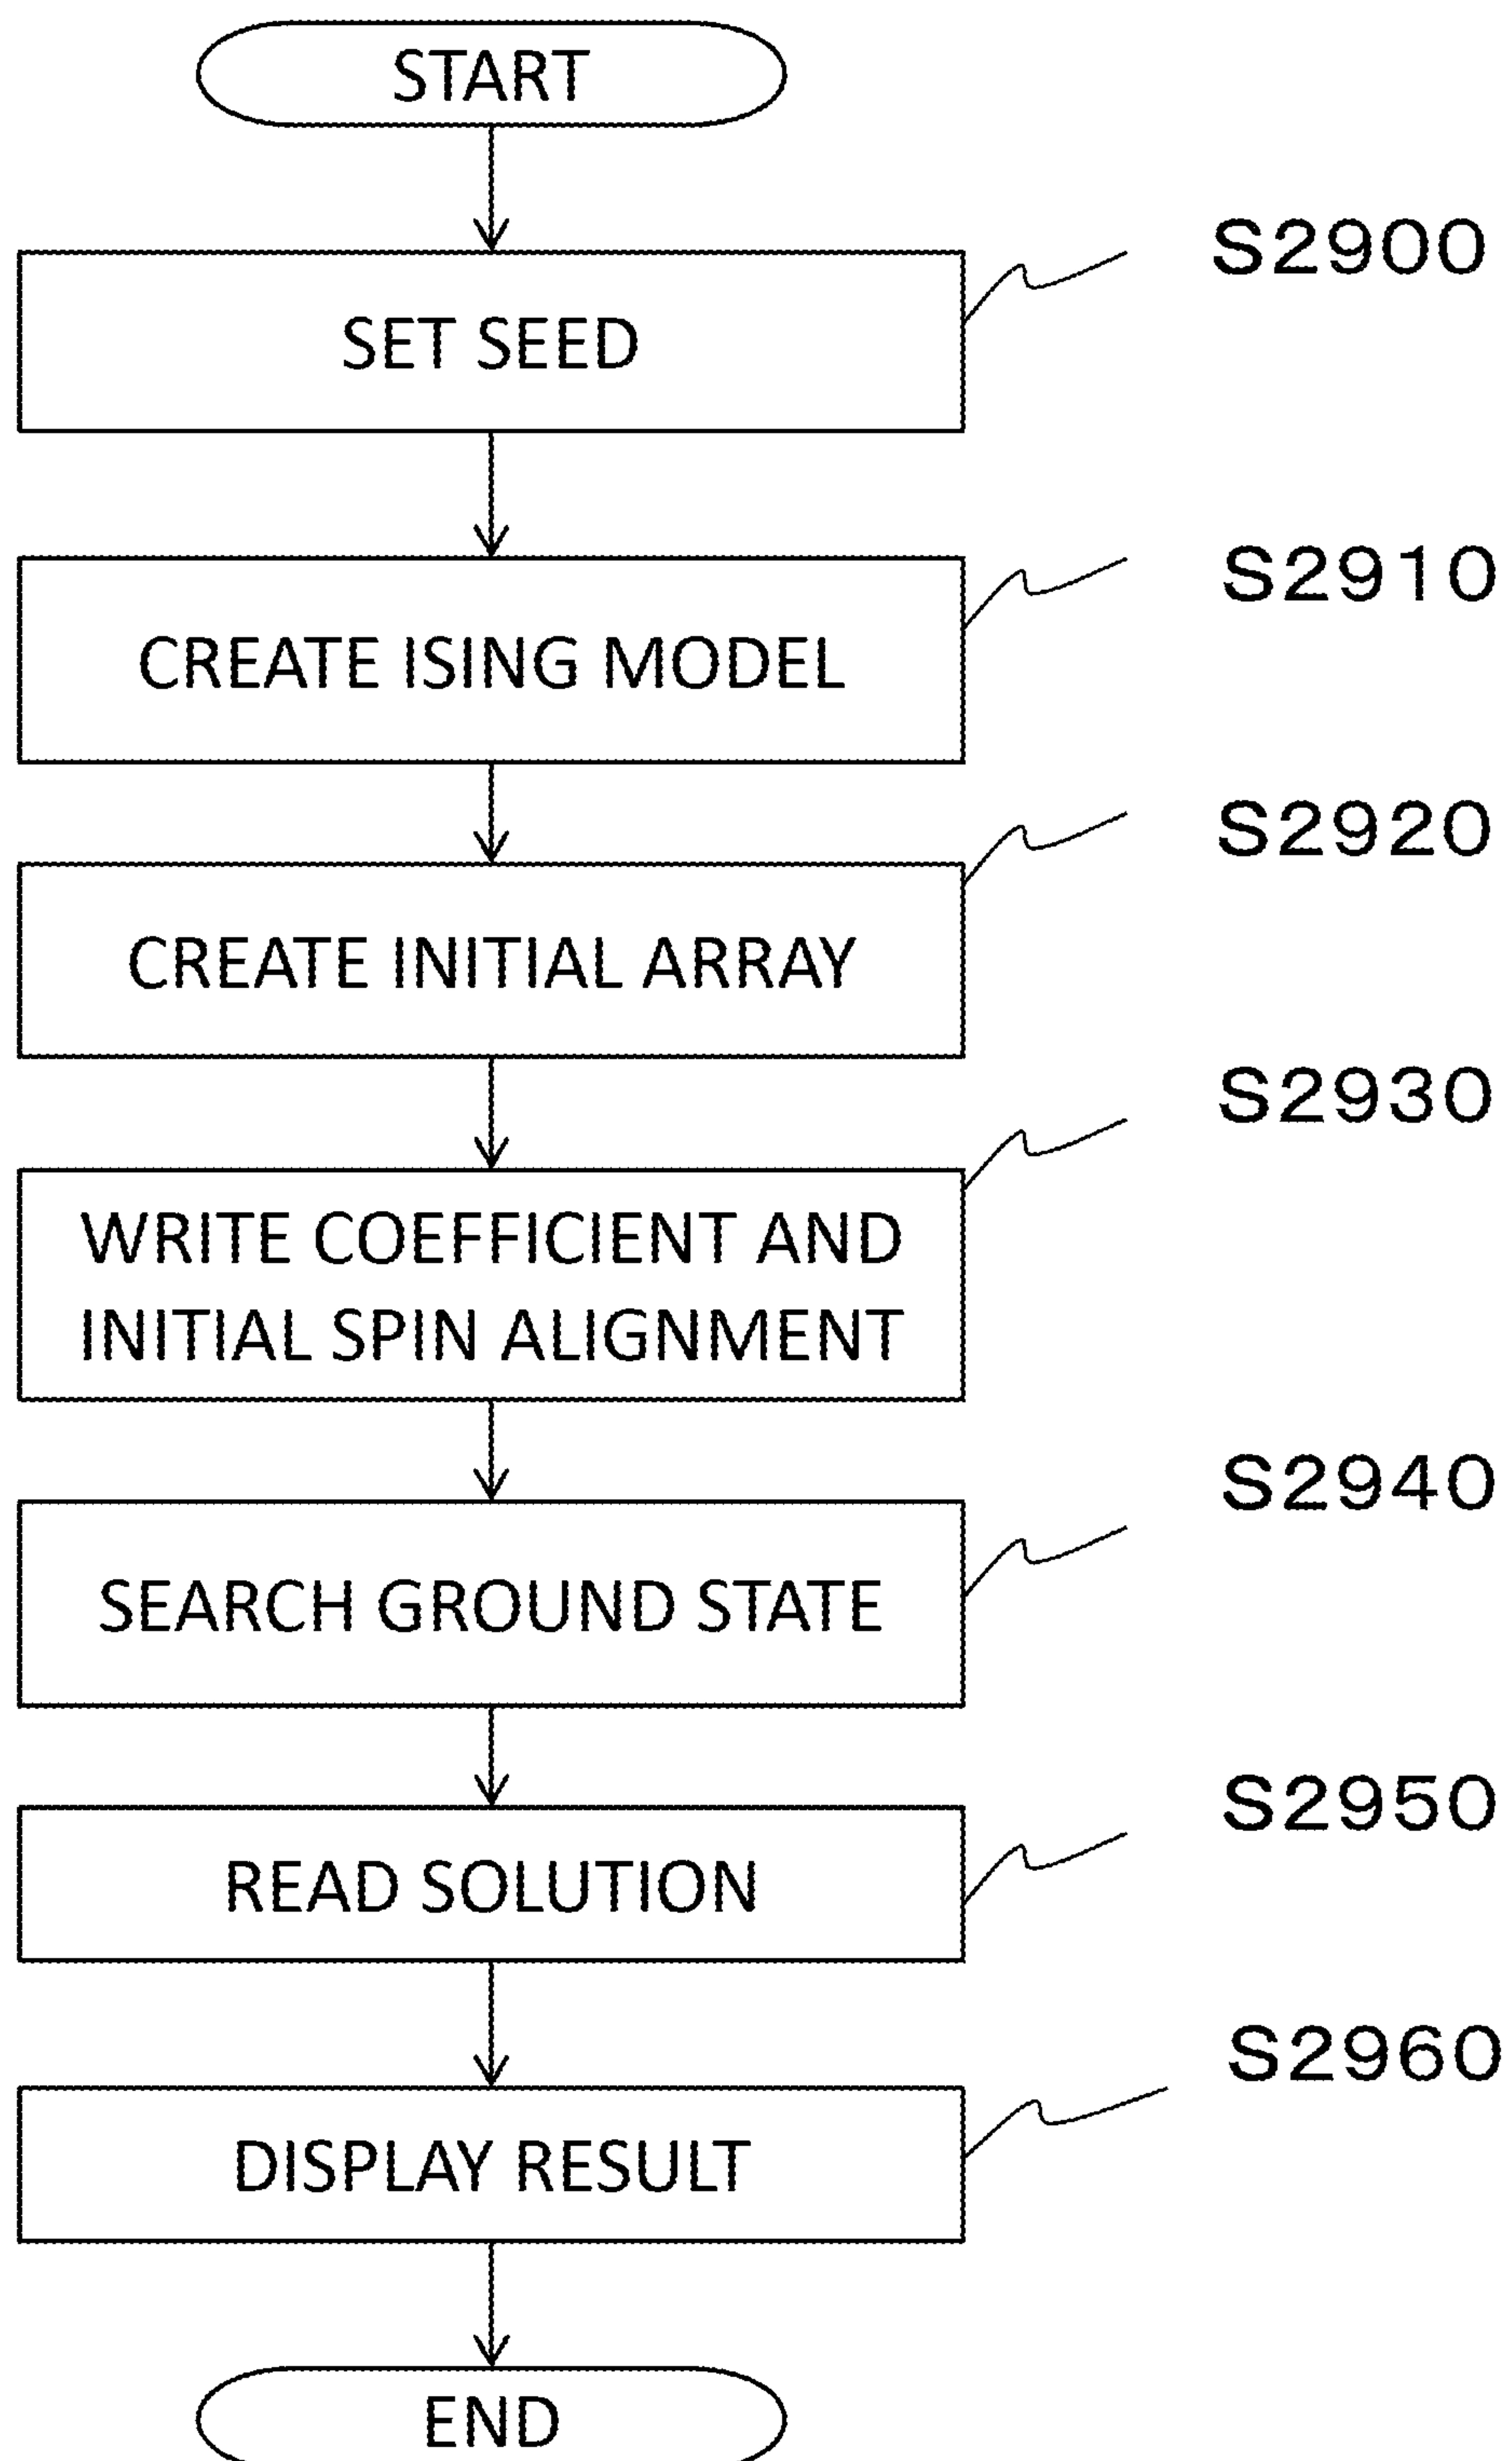 START
S2900
SET SEED
S2910
CREATE ISING MODEL
S2920
CREATE INITIAL ARRAY
S2930
WRITE COEFFICIENT AND
INITIAL SPIN ALIGNMENT
S2940
SEARCH GROUND STATE
S2950
READ SOLUTION
S2960
DISPLAY RESULT
END